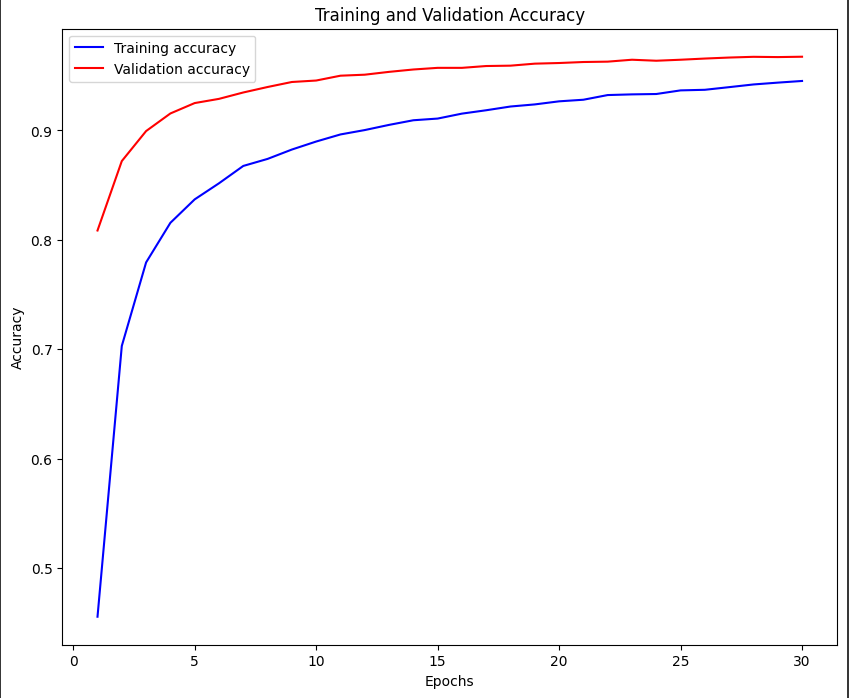 Training and Validation Accuracy
Training accuracy
Validation accuracy
Accuracy
0.9
0.8
0.7
0.6
0.5
0 5 10 15 20 25 30
Epochs